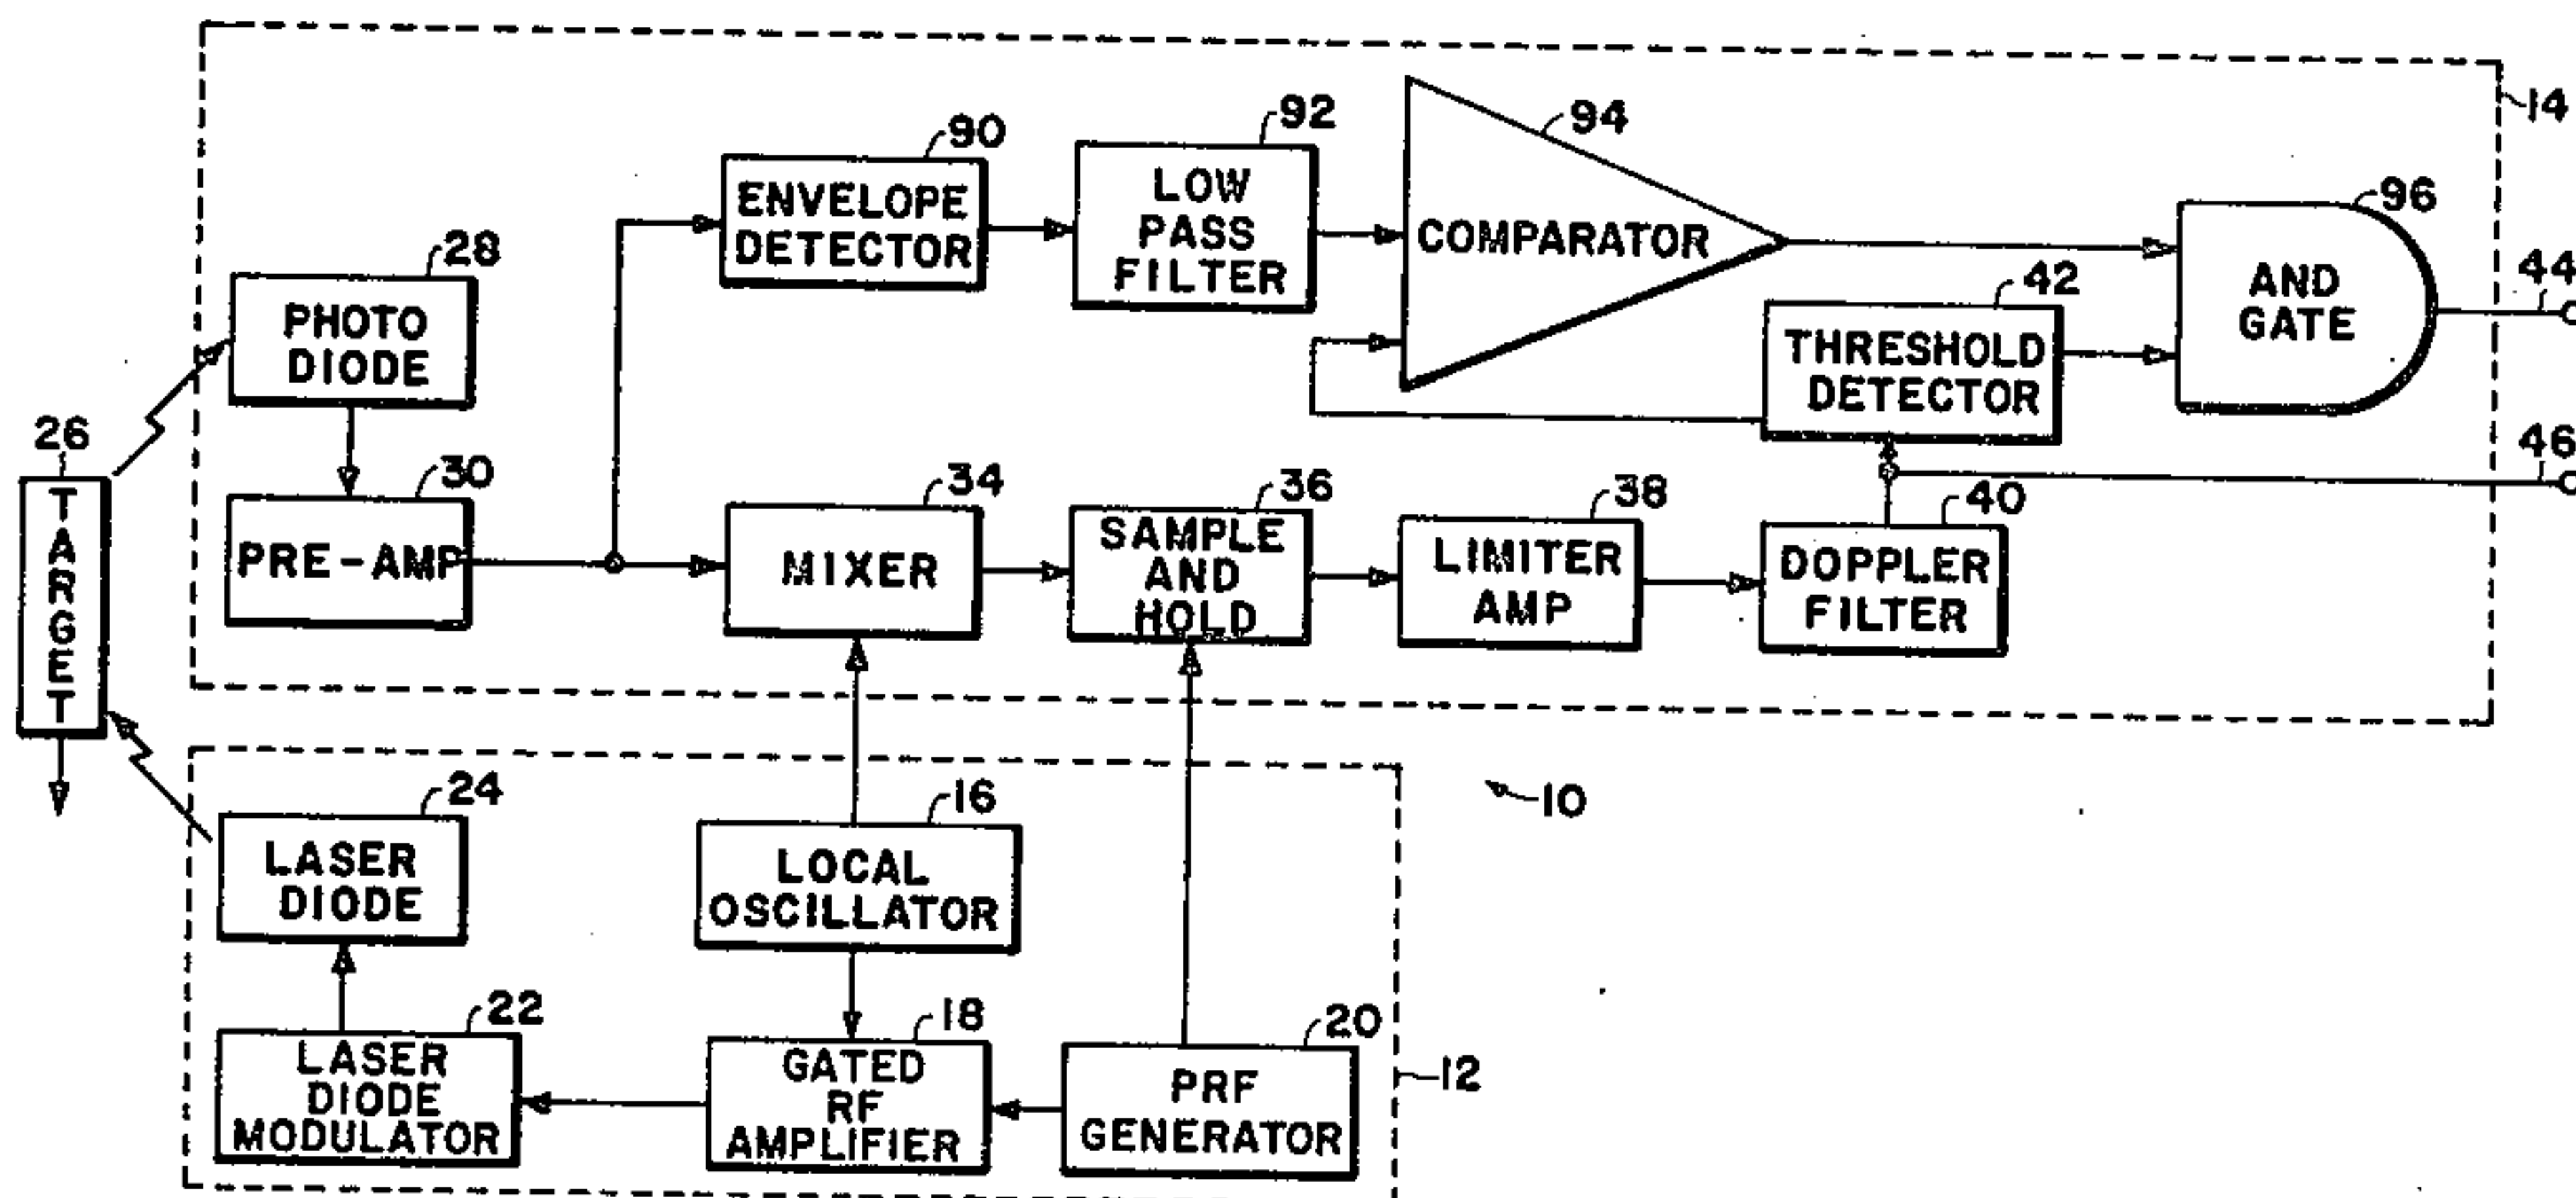 14
90
ENVELOPE
DETECTOR
92
LOW
PASS
FILTER
94
COMPARATOR
96
AND
GATE
44
28
PHOTO
DIODE
42
THRESHOLD
DETECTOR
46
26
TARGET
30
PRE-AMP
34
MIXER
36
SAMPLE
AND
HOLD
38
LIMITER
AMP
40
DOPPLER
FILTER
10
24
LASER
DIODE
16
LOCAL
OSCILLATOR
22
LASER
DIODE
MODULATOR
18
GATED
RF
AMPLIFIER
20
PRF
GENERATOR
12